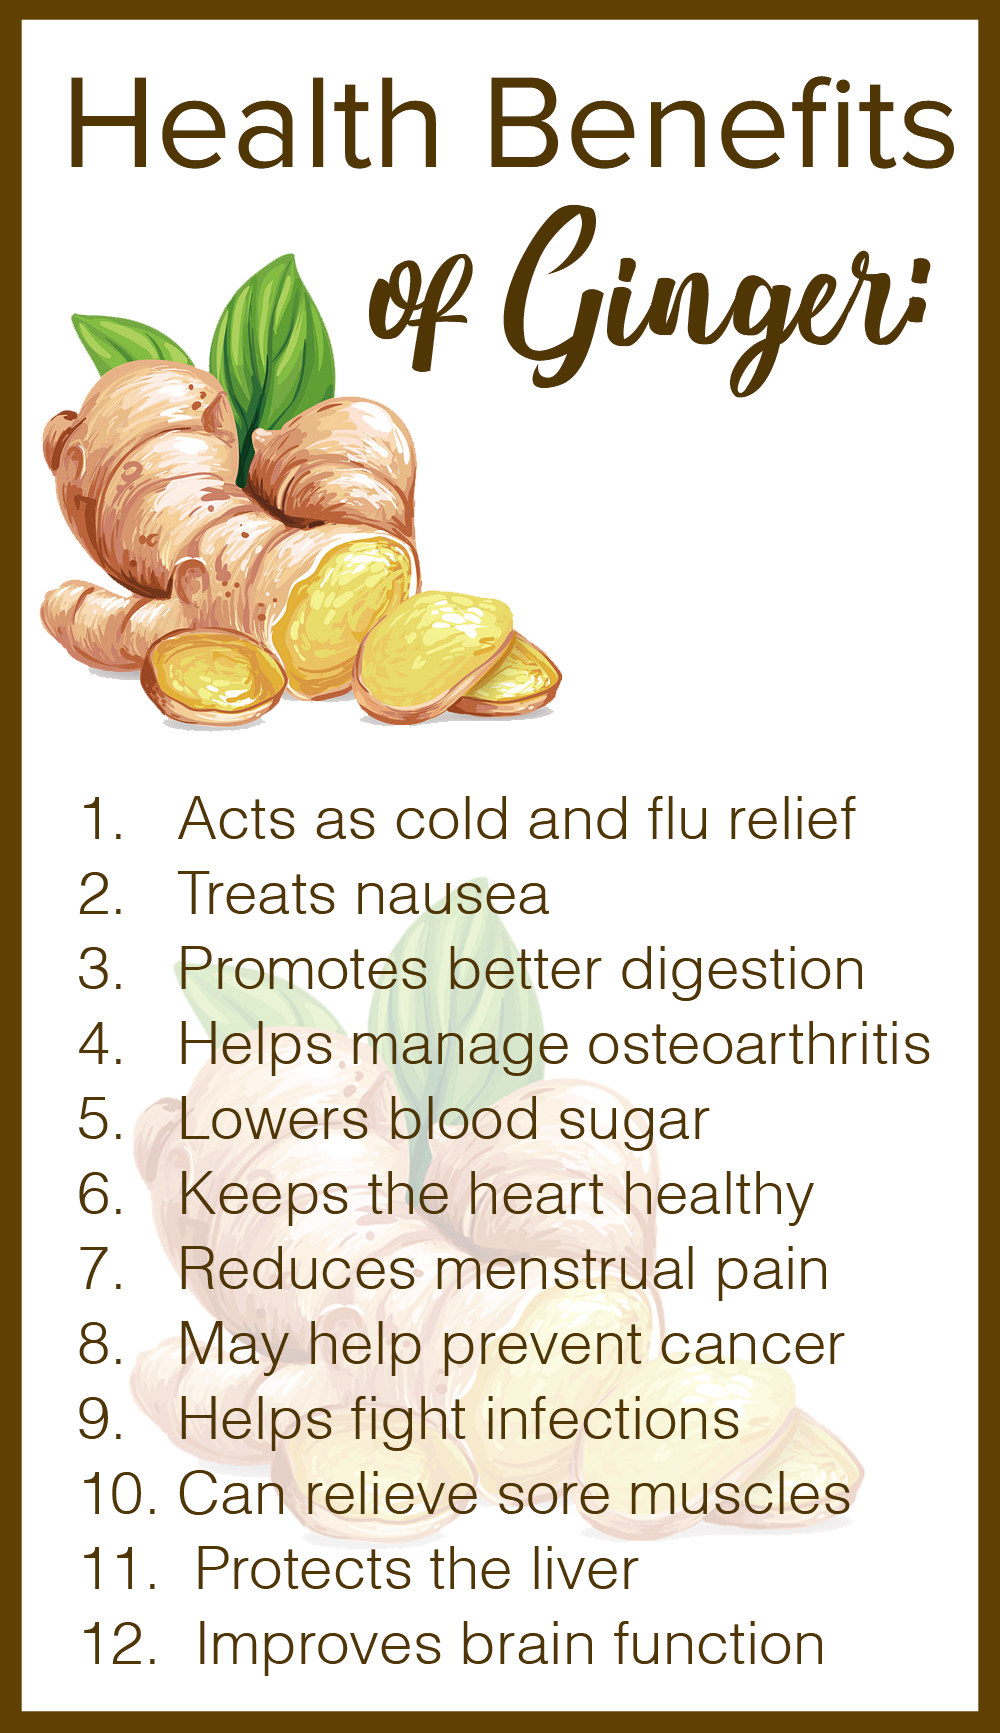 Health Benefits
of Ginger:
1. Acts as cold and flu relief
2. Treats nausea
3. Promotes better digestion
4. Helps manage osteoarthritis
5. Lowers blood sugar
6. Keeps the heart healthy
7. Reduces menstrual pain
8. May help prevent cancer
9. Helps fight infections
10. Can relieve sore muscles
11. Protects the liver
12. Improves brain function